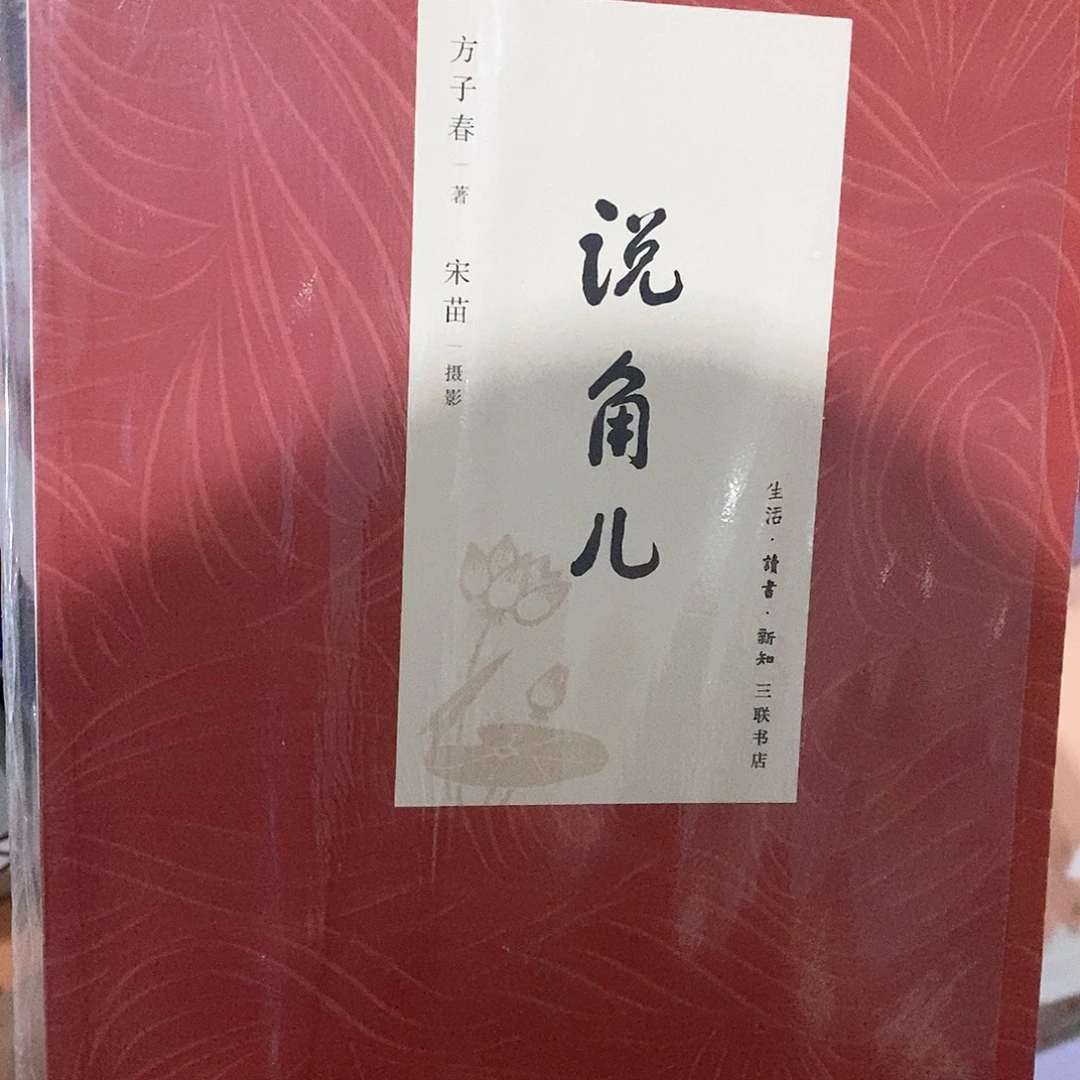 说角儿
方子春 著
宋苗 摄影
生活·讀書·新知 三联书店